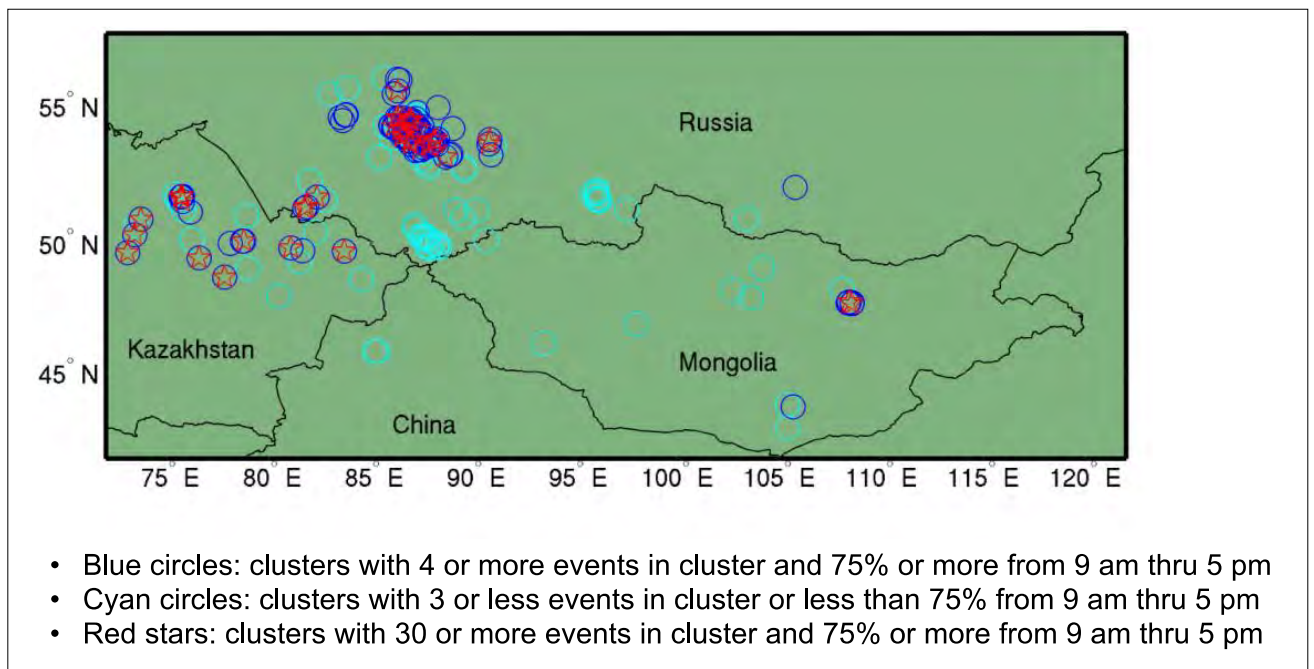 55° N
Russia
50° N
Kazakhstan
Mongolia
45° N
China
75° E 80° E 85° E 90° E 95° E 100° E 105° E 110° E 115° E 120° E
• Blue circles: clusters with 4 or more events in cluster and 75% or more from 9 am thru 5 pm
• Cyan circles: clusters with 3 or less events in cluster or less than 75% from 9 am thru 5 pm
• Red stars: clusters with 30 or more events in cluster and 75% or more from 9 am thru 5 pm